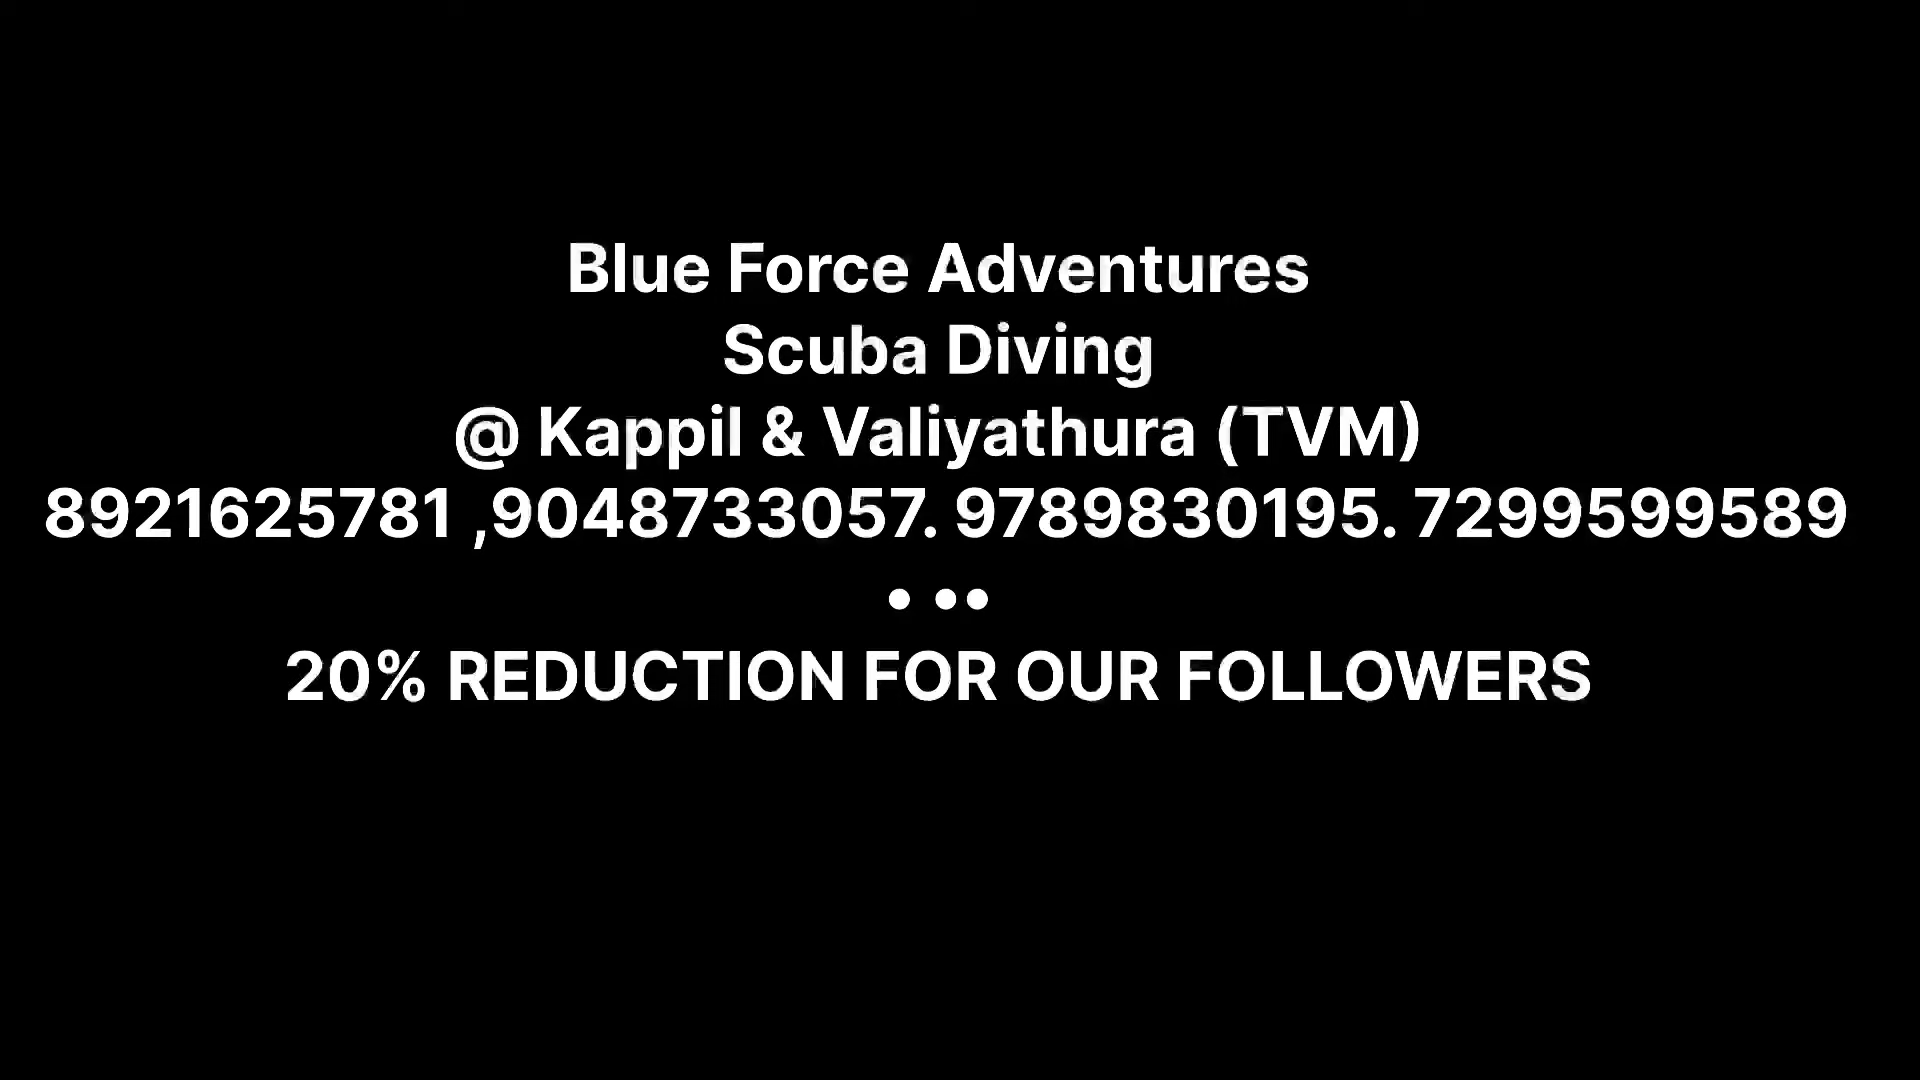 Blue Force Adventures
Scuba Diving
@ Kappil & Valiyathura (TVM)
8921625781 ,9048733057. 9789830195. 7299599589
• ••
20% REDUCTION FOR OUR FOLLOWERS